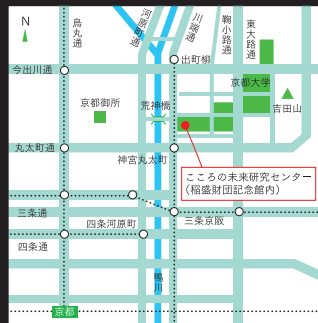 N
烏丸通
河原町通
川端通
鞠小路通
東大路通
出町柳
今出川通
京都大学
吉田山
京都御所
荒神橋
丸太町通
神宮丸太町
こころの未来研究センター
(稲盛財団記念館内)
三条通
三条京阪
四条河原町
四条通
鴨川
京都